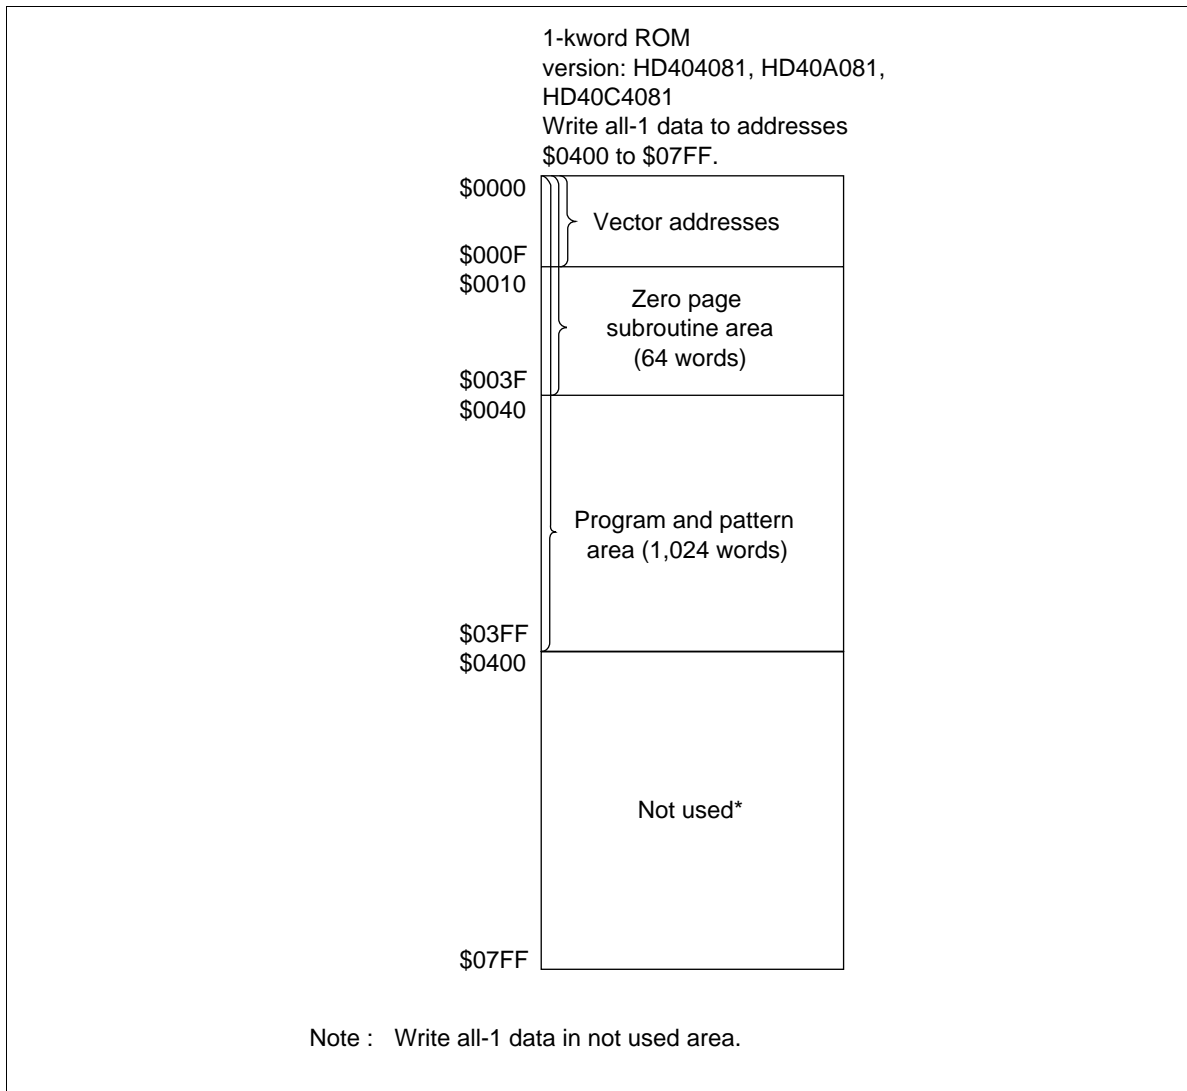 1-kword ROM
version: HD404081, HD40A081,
HD40C4081
Write all-1 data to addresses
$0400 to $07FF.
$0000
Vector addresses
$000F
$0010
Zero page
subroutine area
(64 words)
$003F
$0040
Program and pattern
area (1,024 words)
$03FF
$0400
Not used*
$07FF
Note : Write all-1 data in not used area.